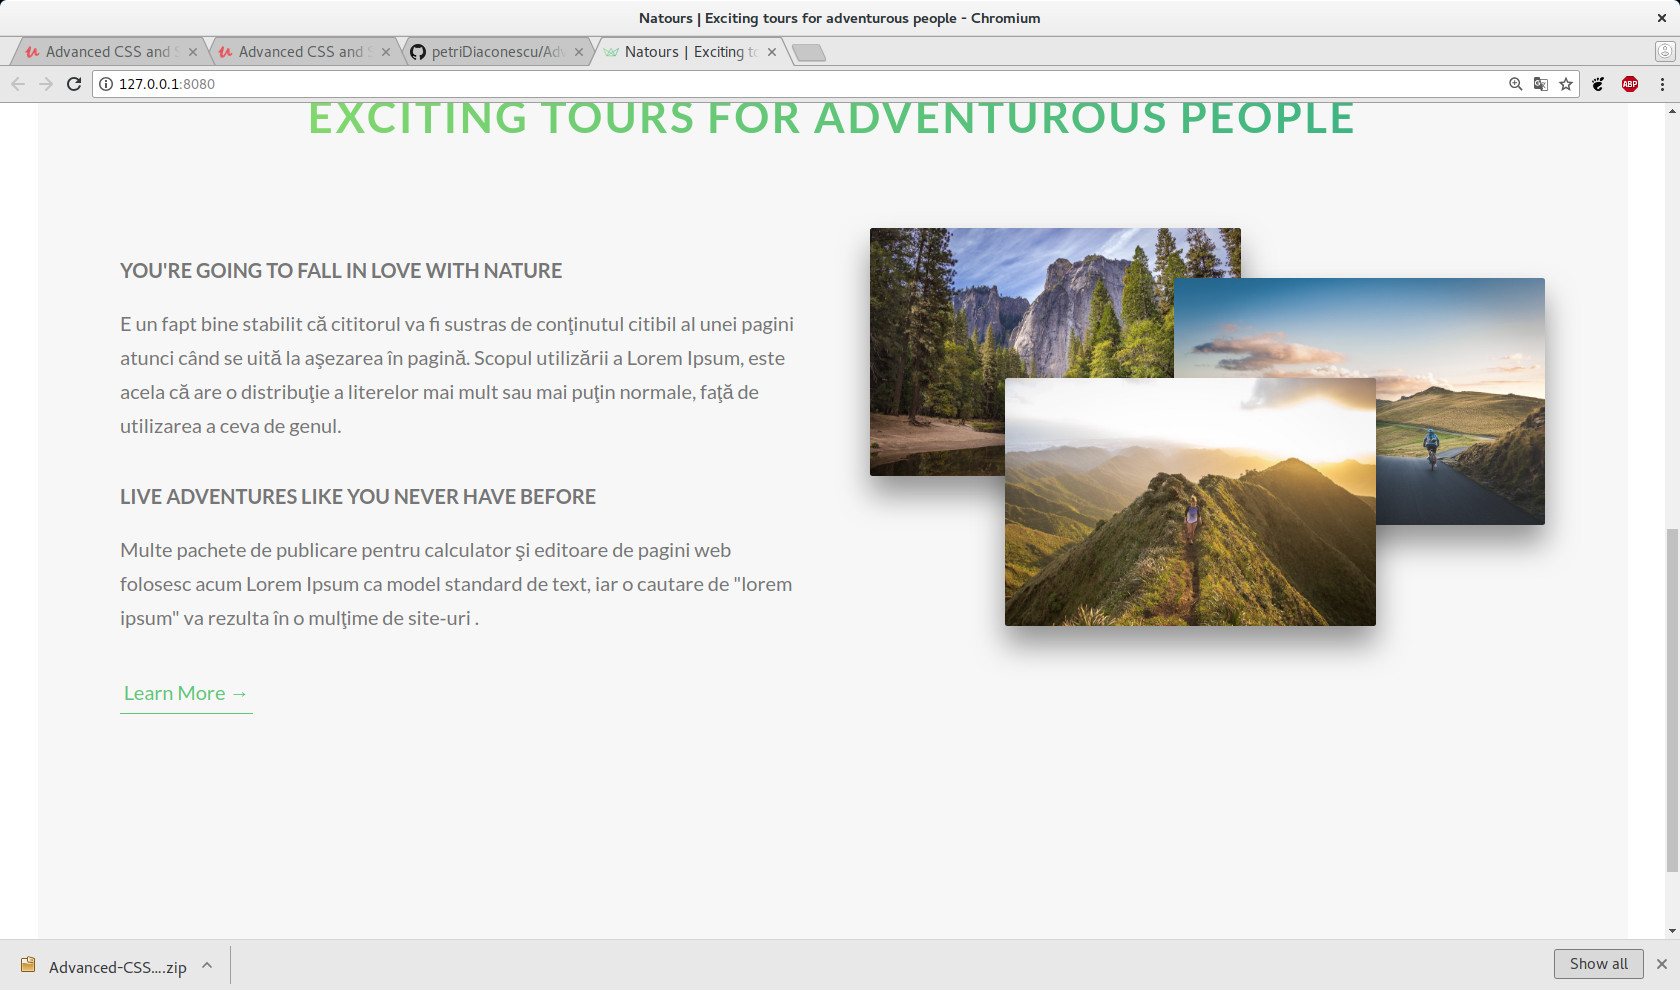 Natours | Exciting tours for adventurous people - Chromium
Advanced CSS and
Advanced CSS and
petriDiaconescu/Adv
Natours | Exciting to
127.0.0.1:8080
ABP
EXCITING TOURS FOR ADVENTUROUS PEOPLE
YOU'RE GOING TO FALL IN LOVE WITH NATURE
E un fapt bine stabilit că cititorul va fi sustras de conţinutul citibil al unei pagini
atunci când se uită la aşezarea în pagină. Scopul utilizării a Lorem Ipsum, este
acela că are o distribuţie a literelor mai mult sau mai puţin normale, faţă de
utilizarea a ceva de genul.
LIVE ADVENTURES LIKE YOU NEVER HAVE BEFORE
Multe pachete de publicare pentru calculator şi editoare de pagini web
folosesc acum Lorem Ipsum ca model standard de text, iar o cautare de "lorem
ipsum" va rezulta în o mulţime de site-uri .
Learn More →
Advanced-CSS....zip
Show all